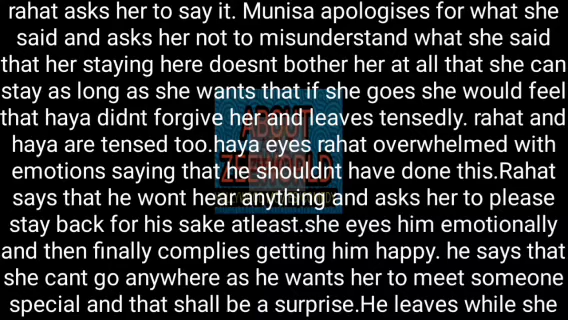 rahat asks her to say it. Munisa apologises for what she
said and asks her not to misunderstand what she said
that her staying here doesnt bother her at all that she can
stay as long as she wants that if she goes she would feel
that haya didnt forgive her and leaves tensedly. rahat and
haya are tensed too.haya eyes rahat overwhelmed with
emotions saying that he shouldnt have done this.Rahat
says that he wont hear anything and asks her to please
stay back for his sake atleast.she eyes him emotionally
and then finally complies getting him happy. he says that
she cant go anywhere as he wants her to meet someone
special and that shall be a surprise.He leaves while she
ABOUT
ZEEWORLD